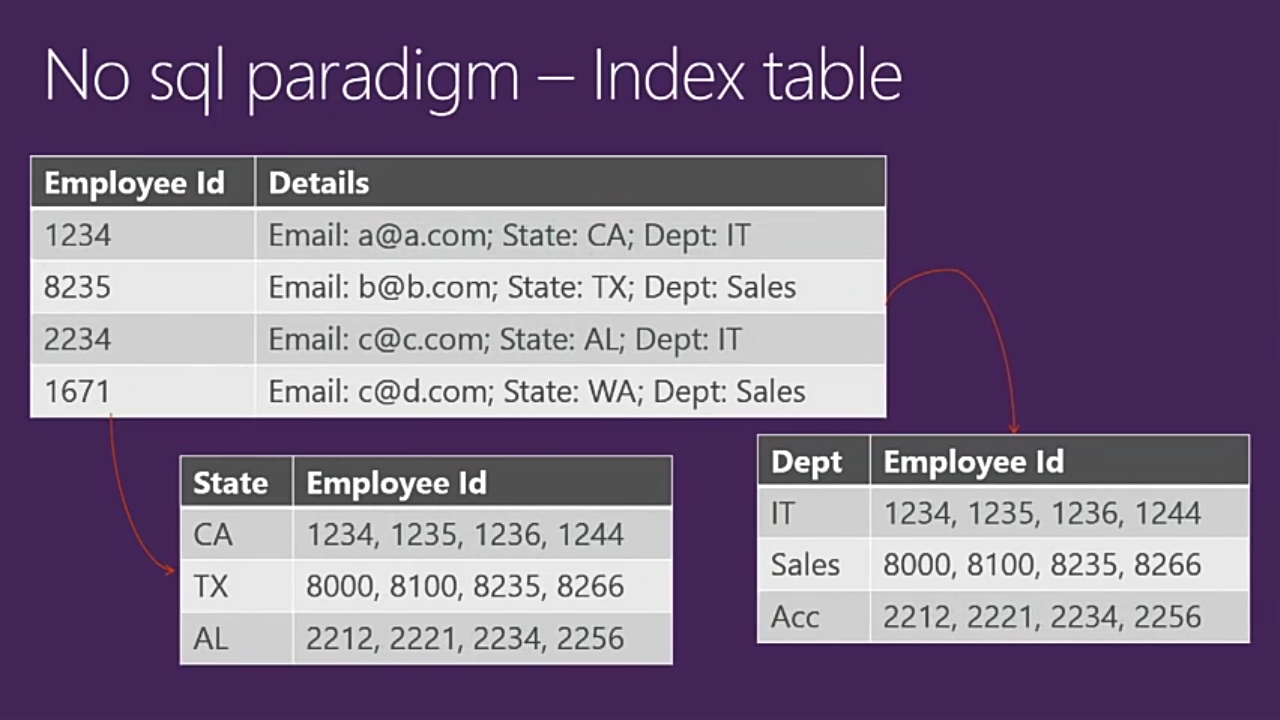 No sql paradigm – Index table
Employee Id Details
1234 Email: a@a.com; State: CA; Dept: IT
8235 Email: b@b.com; State: TX; Dept: Sales
2234 Email: c@c.com; State: AL; Dept: IT
1671 Email: c@d.com; State: WA; Dept: Sales
State Employee Id
CA 1234, 1235, 1236, 1244
TX 8000, 8100, 8235, 8266
AL 2212, 2221, 2234, 2256
Dept Employee Id
IT 1234, 1235, 1236, 1244
Sales 8000, 8100, 8235, 8266
Acc 2212, 2221, 2234, 2256